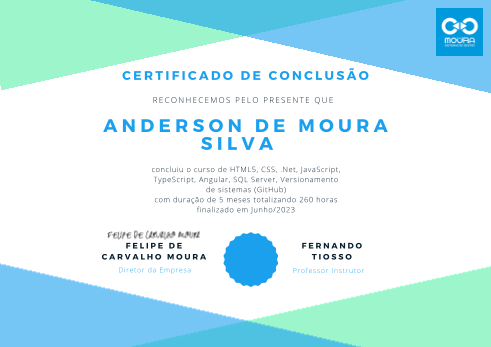 MOURA
CERTIFICADO DE CONCLUSÃO
RECONHECEMOS PELO PRESENTE QUE
ANDERSON DE MOURA
SILVA
concluiu o curso de HTML5, CSS, .Net, JavaScript,
TypeScript, Angular, SQL Server, Versionamento
de sistemas (GitHub)
com duração de 5 meses totalizando 260 horas
finalizado em Junho/2023
FELIPE DE CARVALHO MOURA
FELIPE DE
CARVALHO MOURA
Diretor da Empresa
FERNANDO
TIOSSO
Professor Instrutor